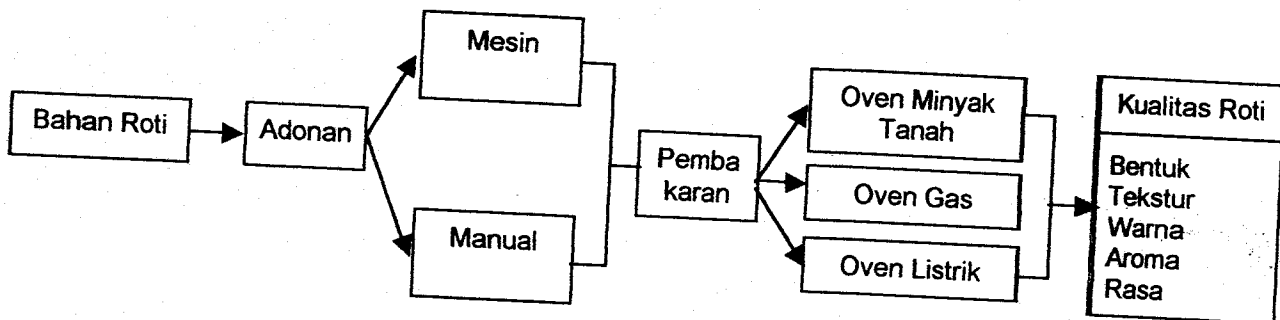 Bahan Roti
Adonan
Mesin
Manual
Pemba
karan
Oven Minyak
Tanah
Oven Gas
Oven Listrik
Kualitas Roti
Bentuk
Tekstur
Warna
Aroma
Rasa